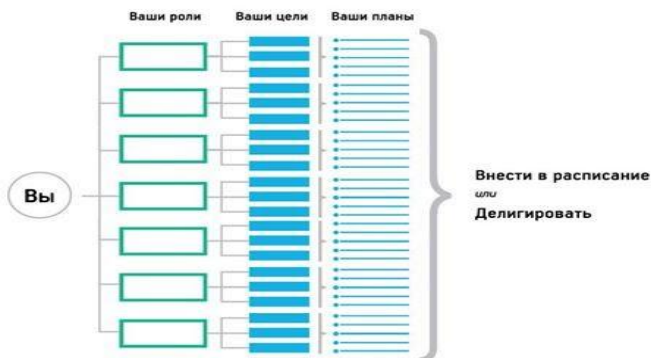 Ваши роли Ваши цели Ваши планы
Вы
Внести в расписание
или
Делигировать